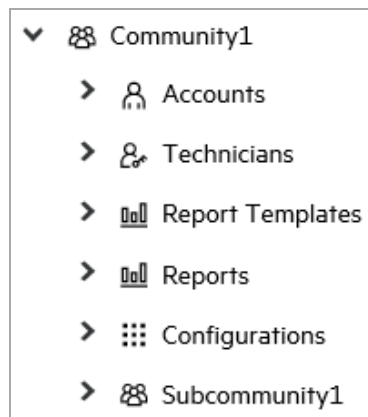 Community1
Accounts
Technicians
Report Templates
Reports
Configurations
Subcommunity1